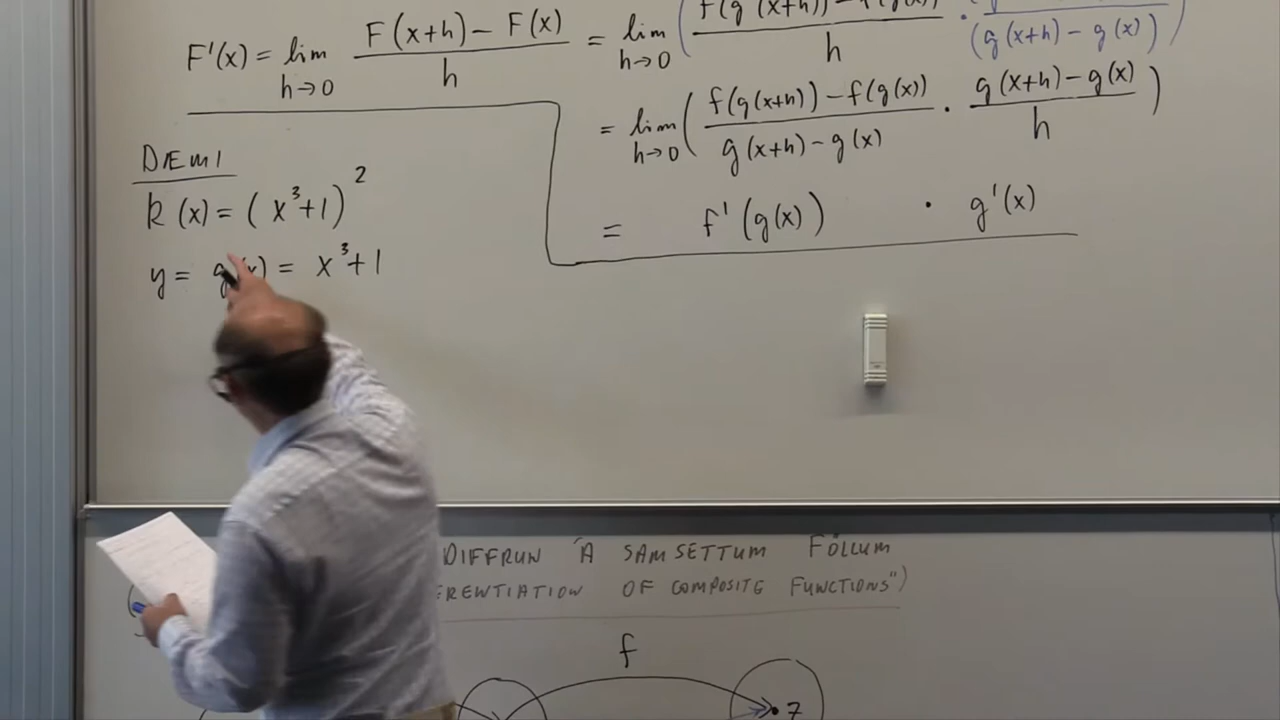 F'(x) = lim h→0 F(x+h) - F(x) / h = lim h→0 ( f(g(x+h)) - f(g(x)) / h · / (g(x+h) - g(x)) )
= lim h→0 ( f(g(x+h)) - f(g(x)) / g(x+h) - g(x) · g(x+h) - g(x) / h )
= f'(g(x)) · g'(x)
DÆMI
k(x) = (x³+1)²
y = g(x) = x³+1
DIFFRUN Á SAMSETTUM FÖLLUM
OF COMPOSITE FUNCTIONS")
f
z